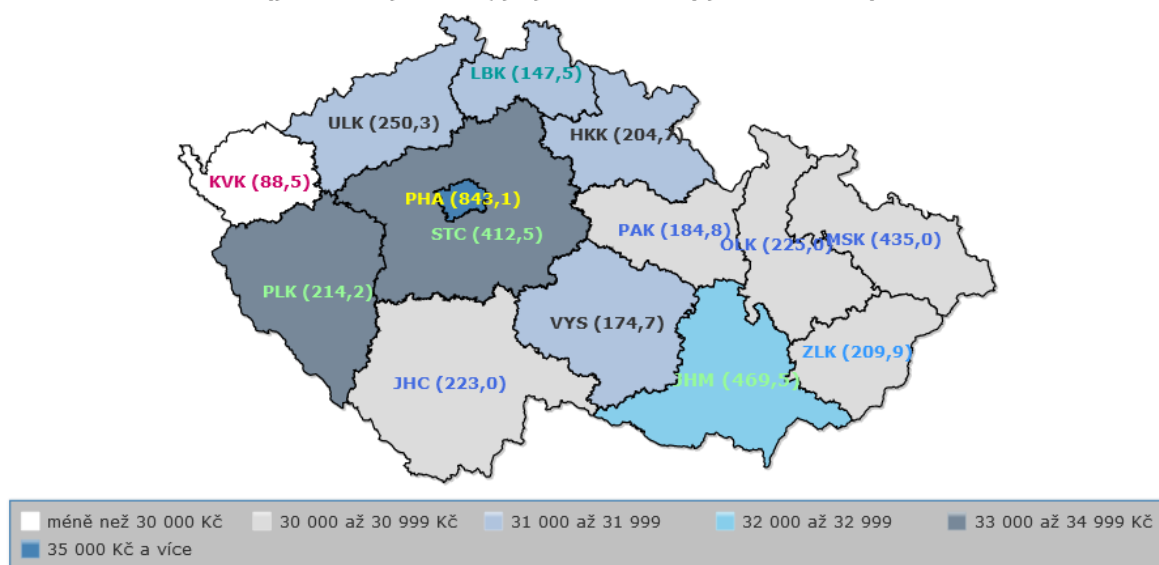 LBK (147,5)
ULK (250,3)
HKK (204,7)
KVK (88,5)
PHA (843,1)
STC (412,5)
PAK (184,8)
OLK (225,0)
MSK (435,0)
PLK (214,2)
VYS (174,7)
ZLK (209,9)
JHC (223,0)
JHM (469,5)
méně než 30 000 Kč 30 000 až 30 999 Kč 31 000 až 31 999 32 000 až 32 999 33 000 až 34 999 Kč
35 000 Kč a více